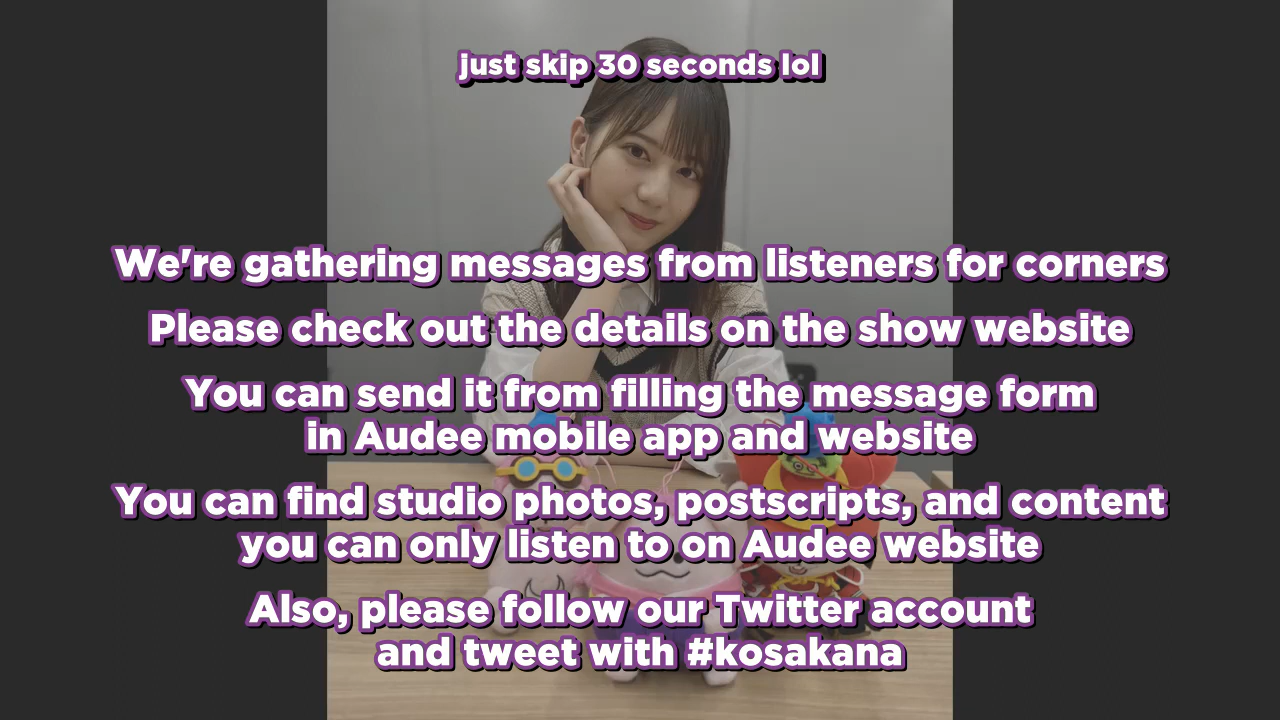 just skip 30 seconds lol
We're gathering messages from listeners for corners
Please check out the details on the show website
You can send it from filling the message form
in Audee mobile app and website
You can find studio photos, postscripts, and content
you can only listen to on Audee website
Also, please follow our Twitter account
and tweet with #kosakana